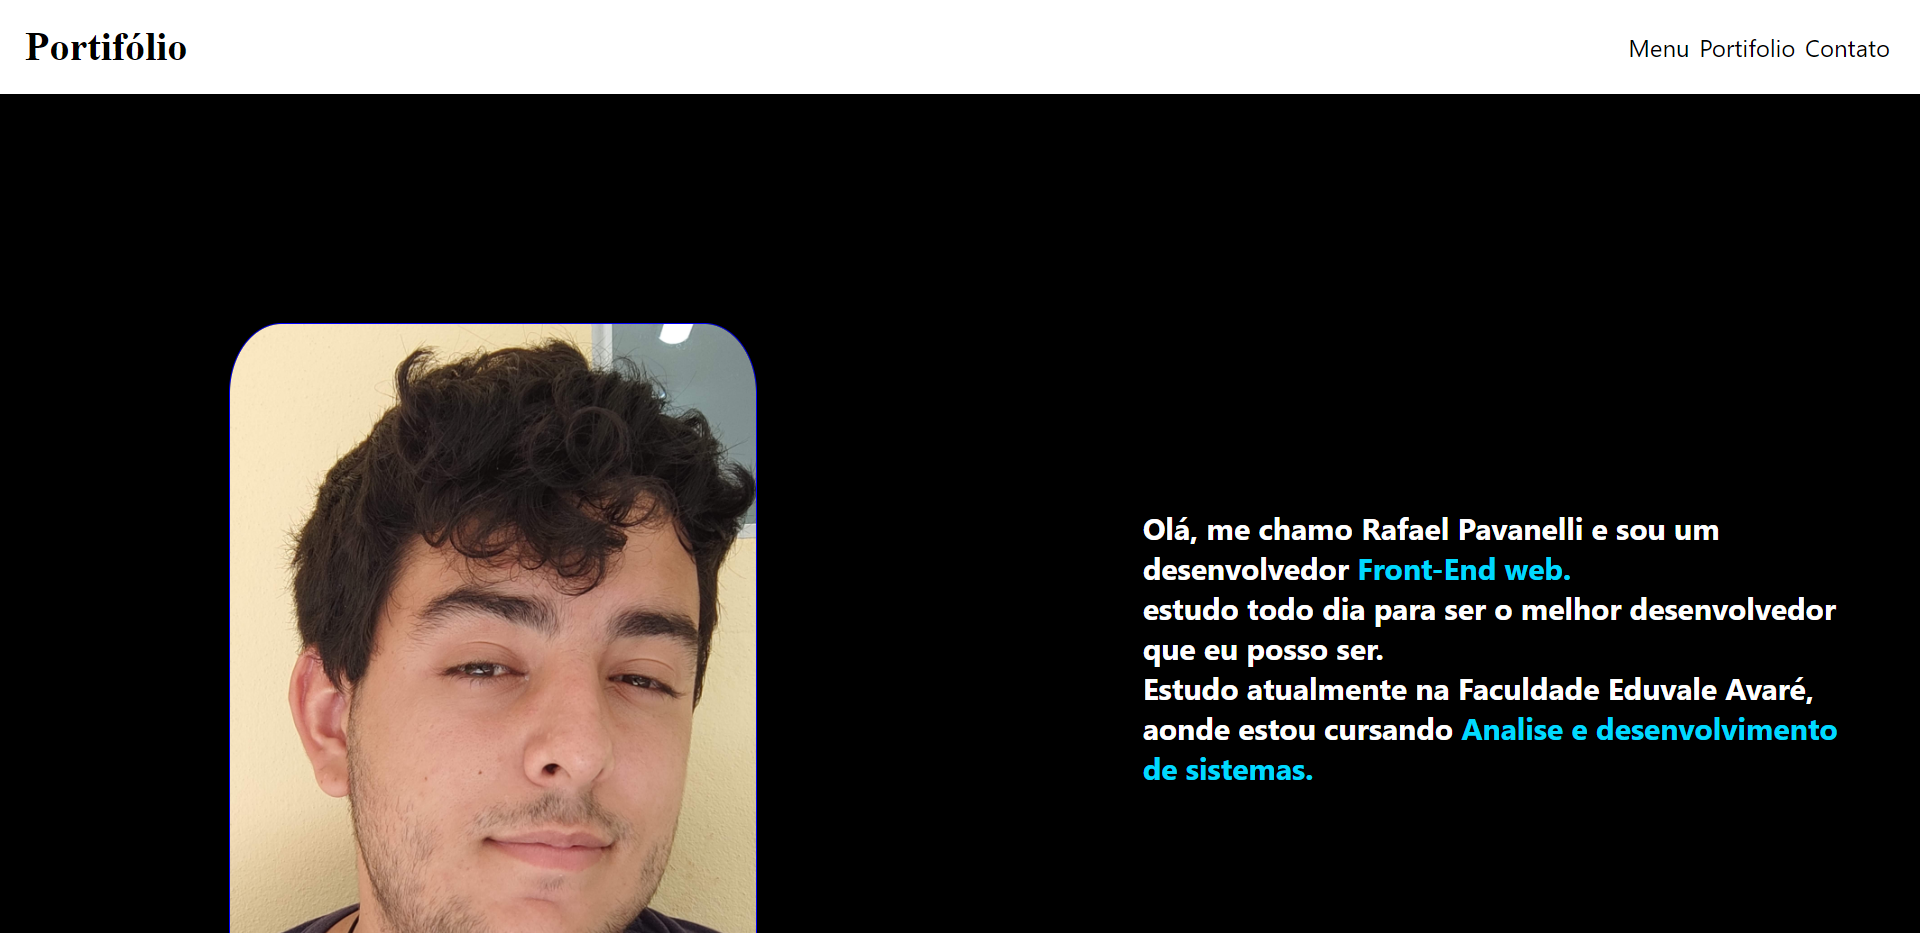 Portifólio
Menu Portifolio Contato
Olá, me chamo Rafael Pavanelli e sou um
desenvolvedor Front-End web.
estudo todo dia para ser o melhor desenvolvedor
que eu posso ser.
Estudo atualmente na Faculdade Eduvale Avaré,
aonde estou cursando Analise e desenvolvimento
de sistemas.